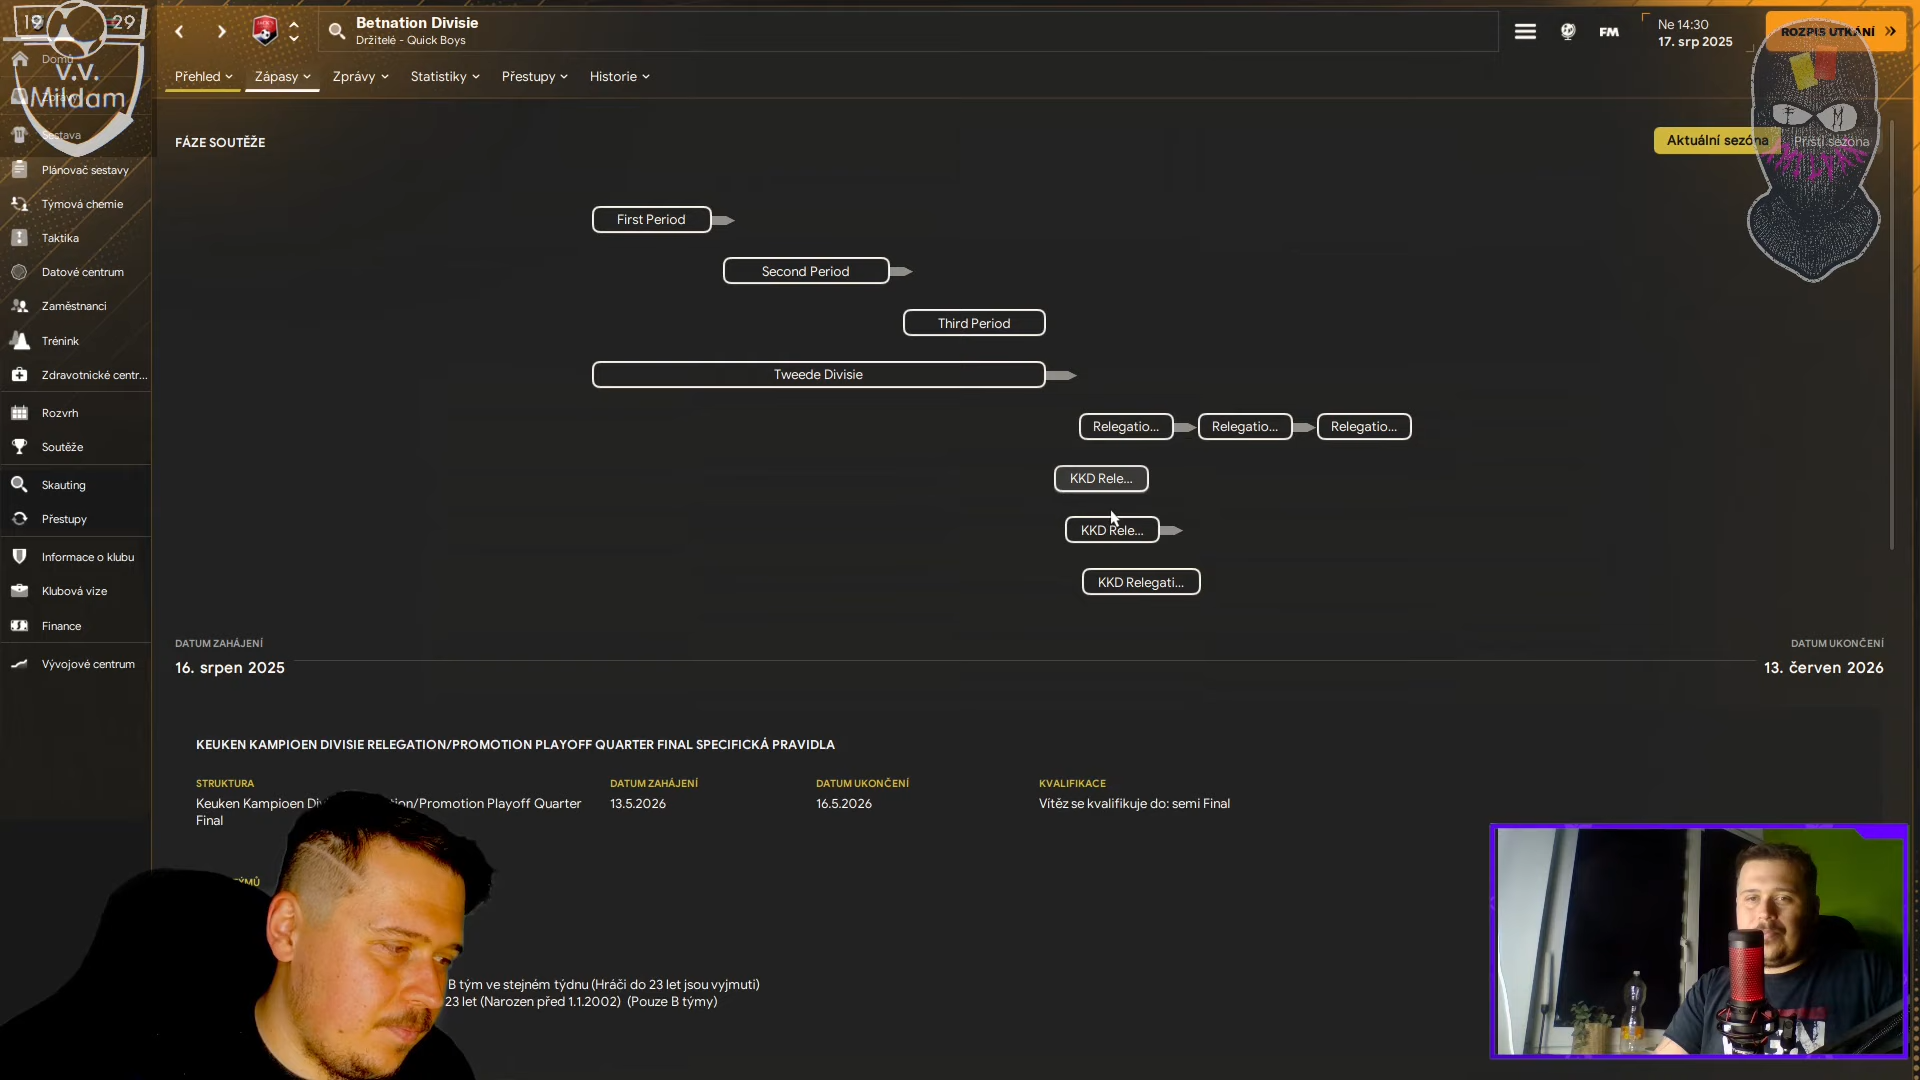 19 29
V.V.
Mildam
Domů
Sestava
Plánovač sestavy
Týmová chemie
Taktika
Datové centrum
Zaměstnanci
Trénink
Zdravotnické centr...
Rozvrh
Soutěže
Skauting
Přestupy
Informace o klubu
Klubová vize
Finance
Vývojové centrum
Betnation Divisie
Držitelé - Quick Boys
FM
Ne 14:30
17. srp 2025
ROZPIS UTKÁNÍ
Přehled
Zápasy
Zprávy
Statistiky
Přestupy
Historie
FÁZE SOUTĚŽE
Aktuální sezóna
Příští sezóna
First Period
Second Period
Third Period
Tweede Divisie
Relegatio...
Relegatio...
Relegatio...
KKD Rele...
KKD Rele...
KKD Relegati...
DATUM ZAHÁJENÍ
16. srpen 2025
DATUM UKONČENÍ
13. červen 2026
KEUKEN KAMPIOEN DIVISIE RELEGATION/PROMOTION PLAYOFF QUARTER FINAL SPECIFICKÁ PRAVIDLA
STRUKTURA
Keuken Kampioen Di on/Promotion Playoff Quarter
Final
DATUM ZAHÁJENÍ
13.5.2026
DATUM UKONČENÍ
16.5.2026
KVALIFIKACE
Vítěz se kvalifikuje do: semi Final
B tým ve stejném týdnu (Hráči do 23 let jsou vyjmuti)
23 let (Narozen před 1.1.2002) (Pouze B týmy)